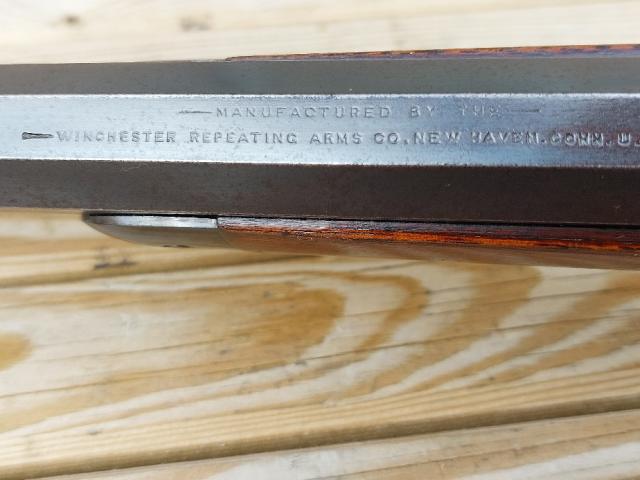 MANUFACTURED BY THE
WINCHESTER REPEATING ARMS CO. NEW HAVEN. CONN. U.